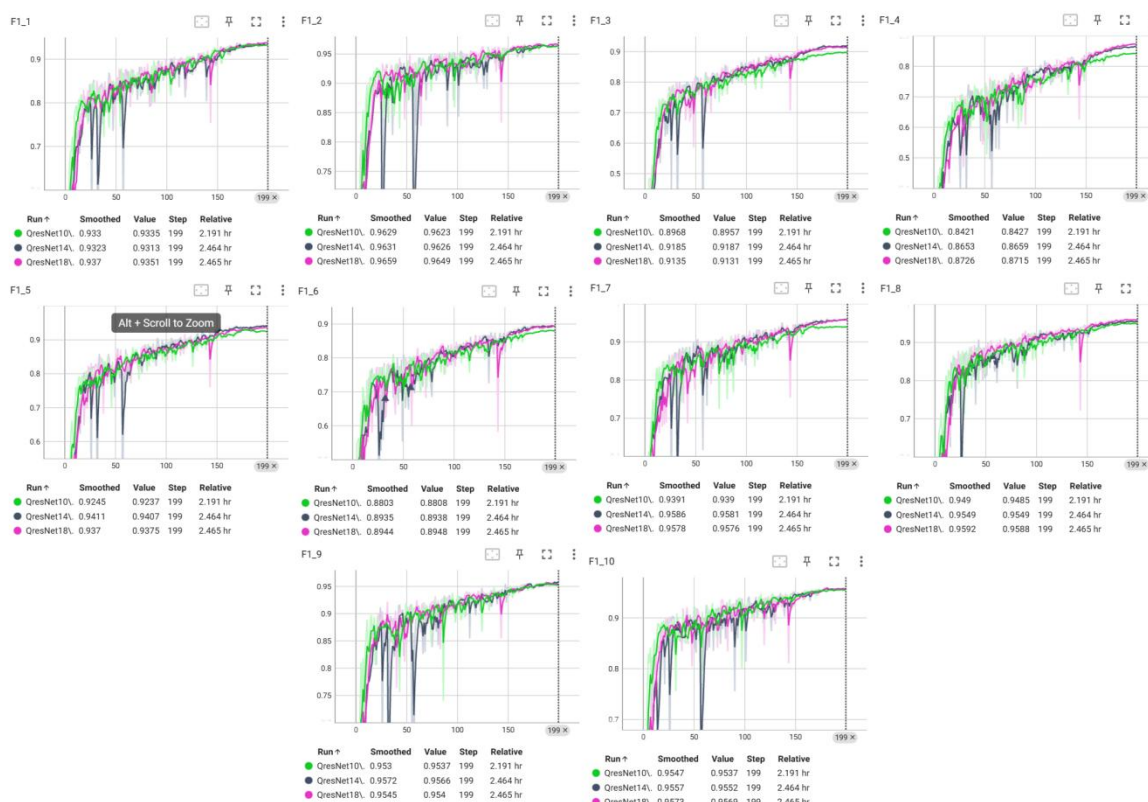 F1_1
0.9
0.8
0.7
0 50 100 150 199 ×
Run ↑ Smoothed Value Step Relative
QresNet10\. 0.933 0.9335 199 2.191 hr
QresNet14\. 0.9323 0.9313 199 2.464 hr
QresNet18\. 0.937 0.9351 199 2.465 hr
F1_2
0.95
0.9
0.85
0.8
0.75
0 50 100 150 199 ×
Run ↑ Smoothed Value Step Relative
QresNet10\. 0.9629 0.9623 199 2.191 hr
QresNet14\. 0.9631 0.9626 199 2.464 hr
QresNet18\. 0.9659 0.9649 199 2.465 hr
F1_3
0.9
0.8
0.7
0.6
0.5
0 50 100 150 199 ×
Run ↑ Smoothed Value Step Relative
QresNet10\. 0.8968 0.8957 199 2.191 hr
QresNet14\. 0.9185 0.9187 199 2.464 hr
QresNet18\. 0.9135 0.9131 199 2.465 hr
F1_4
0.8
0.7
0.6
0.5
0 50 100 150 199 ×
Run ↑ Smoothed Value Step Relative
QresNet10\. 0.8421 0.8427 199 2.191 hr
QresNet14\. 0.8653 0.8659 199 2.464 hr
QresNet18\. 0.8726 0.8715 199 2.465 hr
F1_5
Alt + Scroll to Zoom
0.9
0.8
0.7
0.6
0 50 100 150 199 ×
Run ↑ Smoothed Value Step Relative
QresNet10\. 0.9245 0.9237 199 2.191 hr
QresNet14\. 0.9411 0.9407 199 2.464 hr
QresNet18\. 0.937 0.9375 199 2.465 hr
F1_6
0.9
0.8
0.7
0.6
0 50 100 150 199 ×
Run ↑ Smoothed Value Step Relative
QresNet10\. 0.8803 0.8808 199 2.191 hr
QresNet14\. 0.8935 0.8938 199 2.464 hr
QresNet18\. 0.8944 0.8948 199 2.465 hr
F1_7
0.9
0.8
0.7
0 50 100 150 199 ×
Run ↑ Smoothed Value Step Relative
QresNet10\. 0.9391 0.939 199 2.191 hr
QresNet14\. 0.9586 0.9581 199 2.464 hr
QresNet18\. 0.9578 0.9576 199 2.465 hr
F1_8
0.9
0.8
0.7
0 50 100 150 199 ×
Run ↑ Smoothed Value Step Relative
QresNet10\. 0.949 0.9485 199 2.191 hr
QresNet14\. 0.9549 0.9549 199 2.464 hr
QresNet18\. 0.9592 0.9588 199 2.465 hr
F1_9
0.95
0.9
0.85
0.8
0.75
0 50 100 150 199 ×
Run ↑ Smoothed Value Step Relative
QresNet10\. 0.953 0.9537 199 2.191 hr
QresNet14\. 0.9572 0.9566 199 2.464 hr
QresNet18\. 0.9545 0.954 199 2.465 hr
F1_10
0.9
0.8
0.7
0 50 100 150 199 ×
Run ↑ Smoothed Value Step Relative
QresNet10\. 0.9547 0.9537 199 2.191 hr
QresNet14\. 0.9557 0.9552 199 2.464 hr
QresNet18\. 0.9573 0.9569 199 2.465 hr